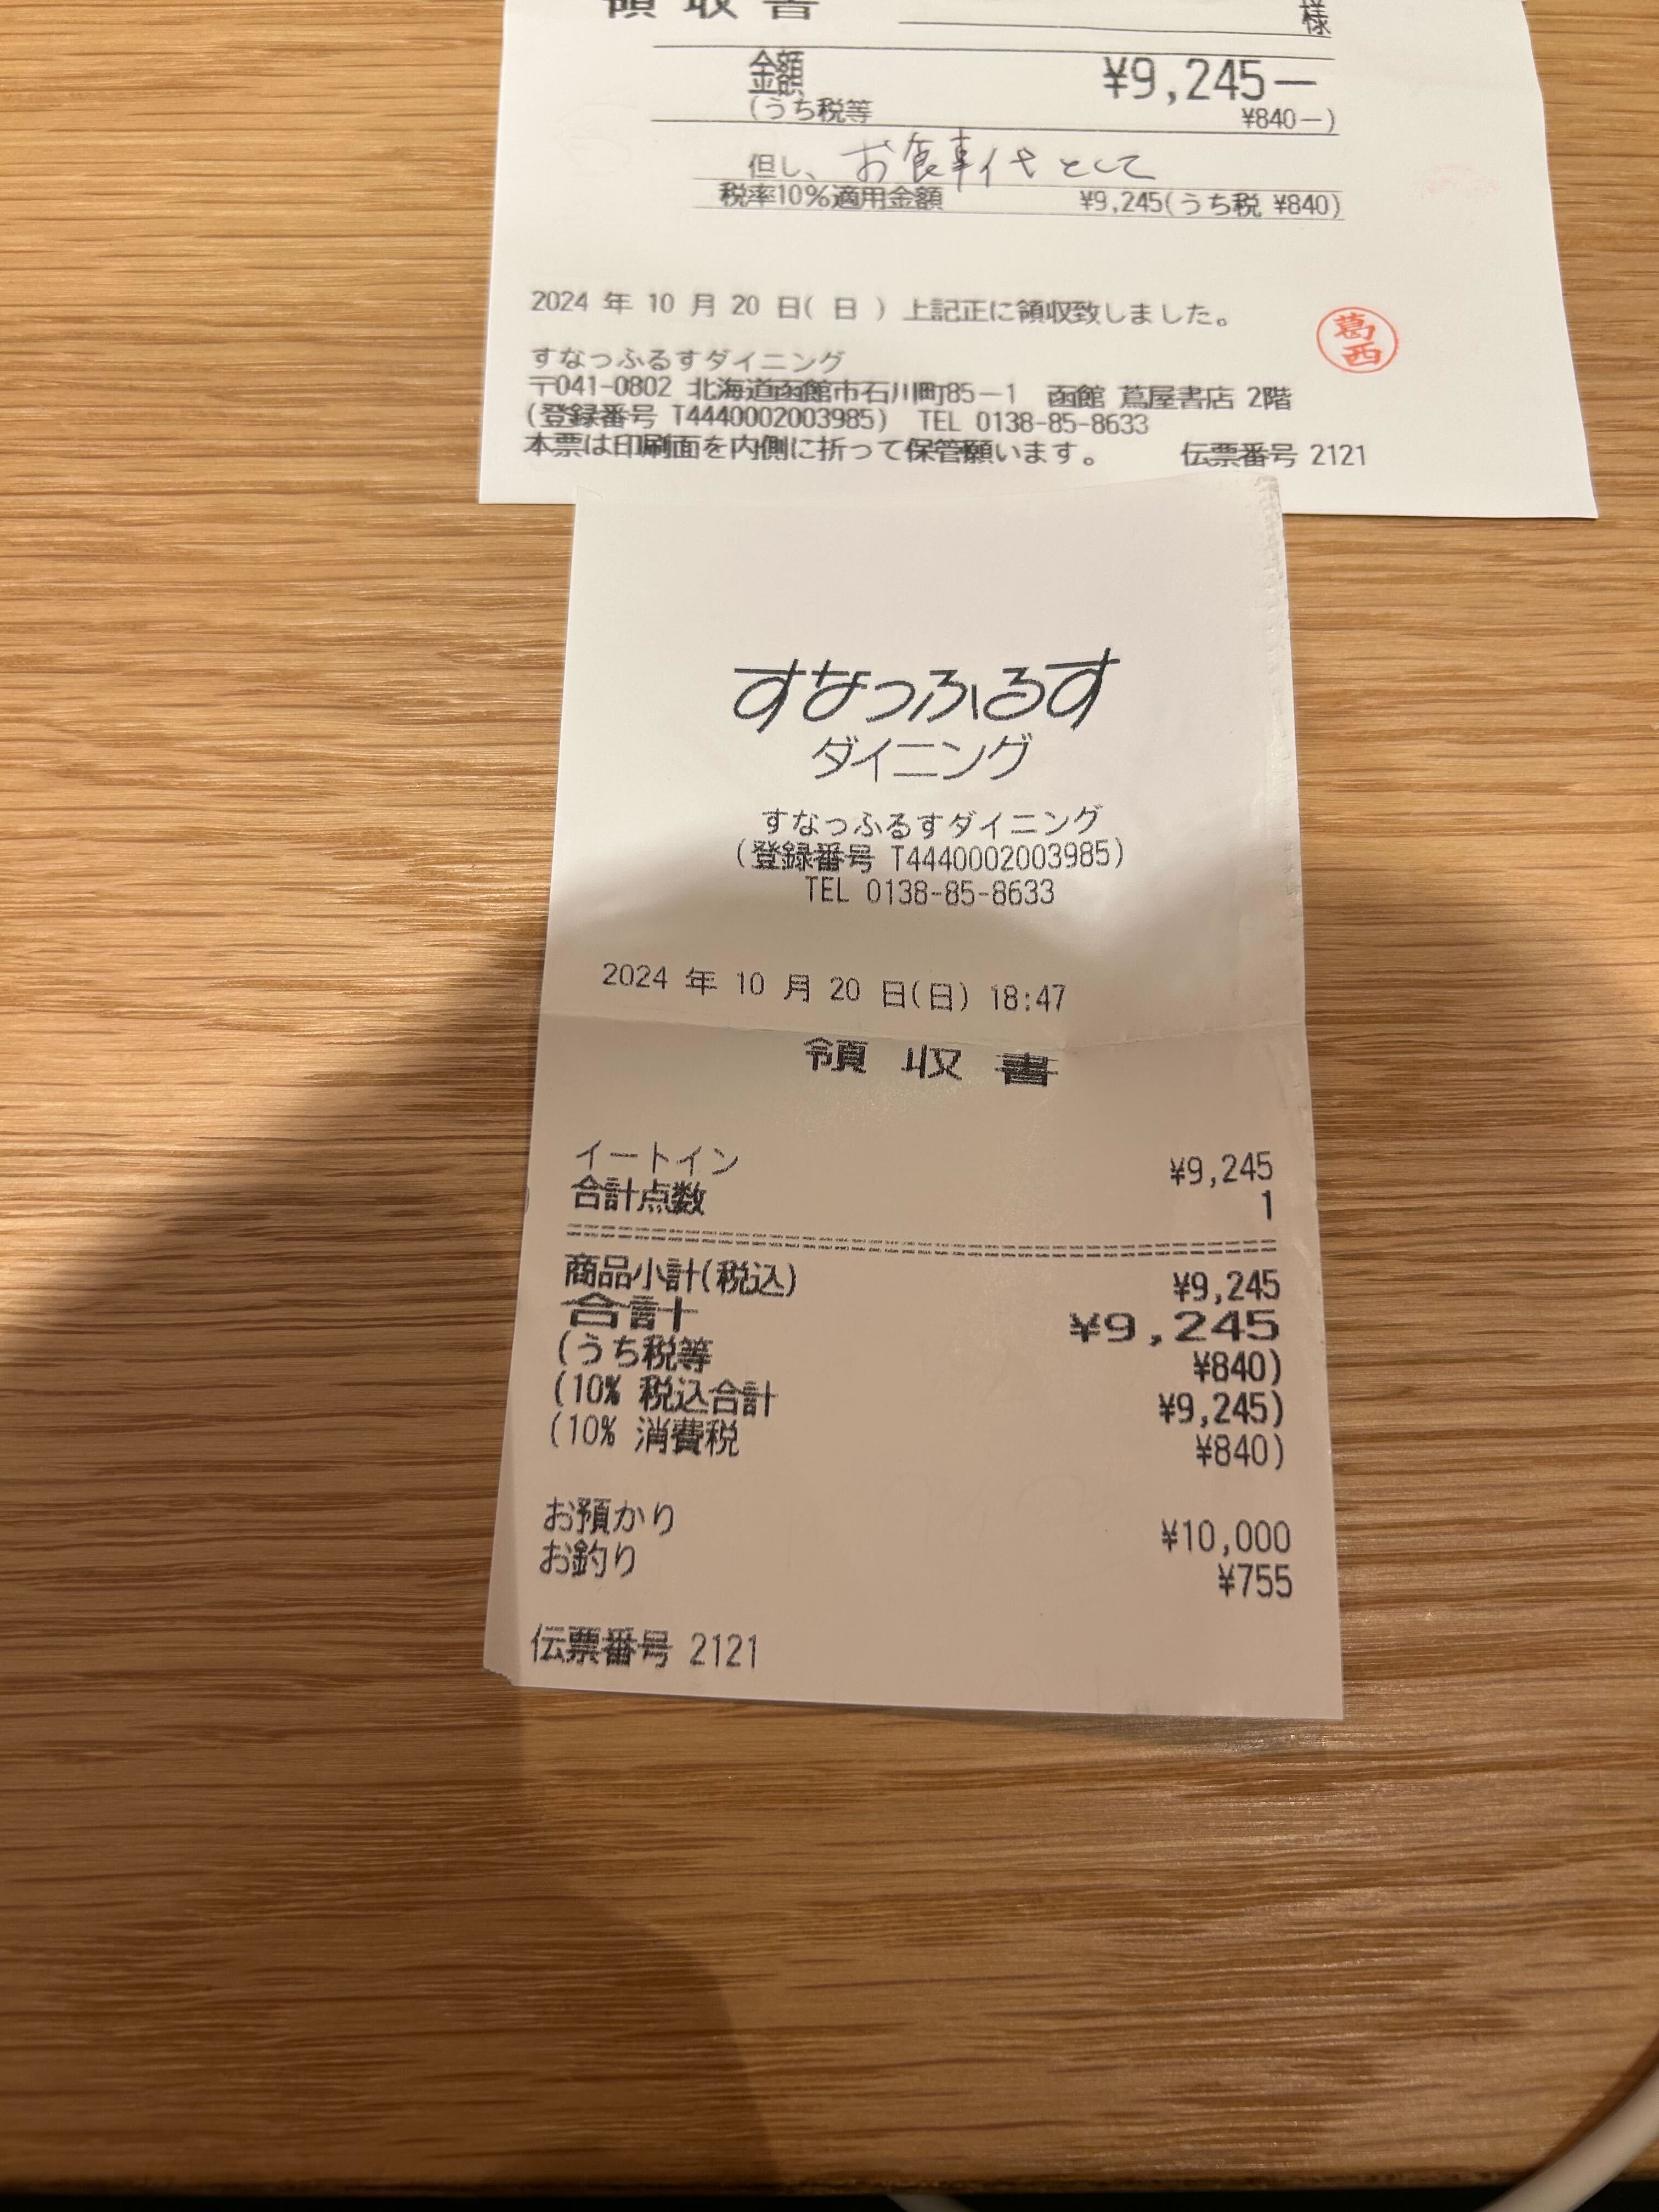 領 収 書 様
金額 ¥9,245―
(うち税等 ¥840―)
但し、お食事代として
税率10%適用金額 ¥9,245(うち税 ¥840)
2024 年 10 月 20 日( 日 ) 上記正に領収致しました。
葛西
すなっふるすダイニング
〒041-0802 北海道函館市石川町85－1 函館 蔦屋書店 2階
(登録番号 T4440002003985) TEL 0138-85-8633
本票は印刷面を内側に折って保管願います。 伝票番号 2121
すなっふるす
ダイニング
すなっふるすダイニング
(登録番号 T4440002003985)
TEL 0138-85-8633
2024 年 10 月 20 日(日) 18:47
領 収 書
イートイン ¥9,245
合計点数 1
商品小計(税込) ¥9,245
合計 ¥9,245
(うち税等 ¥840)
(10% 税込合計 ¥9,245)
(10% 消費税 ¥840)
お預かり ¥10,000
お釣り ¥755
伝票番号 2121